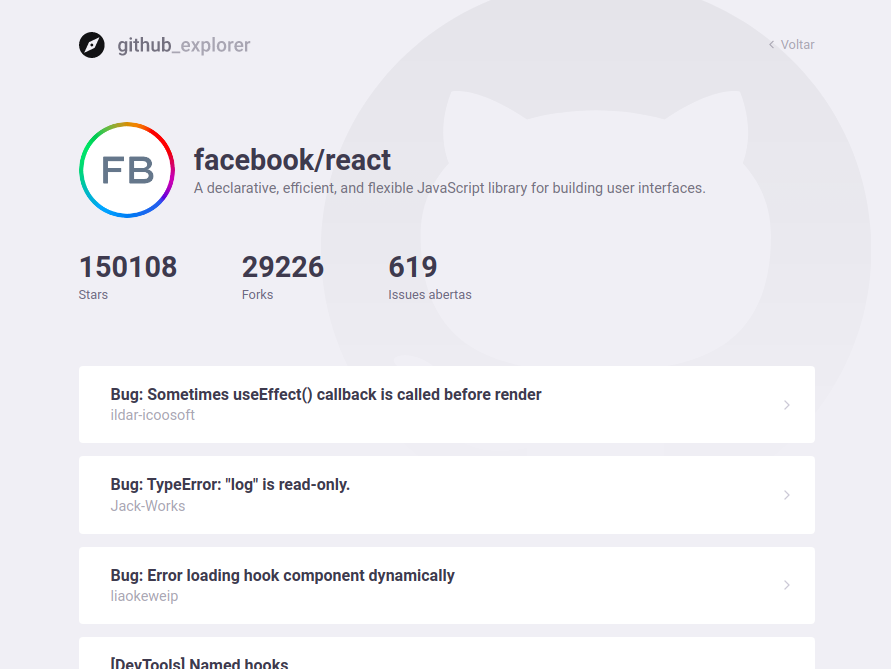 github_explorer
Voltar
FB
facebook/react
A declarative, efficient, and flexible JavaScript library for building user interfaces.
150108 29226 619
Stars Forks Issues abertas
Bug: Sometimes useEffect() callback is called before render
ildar-icoosoft
Bug: TypeError: "log" is read-only.
Jack-Works
Bug: Error loading hook component dynamically
liaokeweip
[DevTools] Named hooks